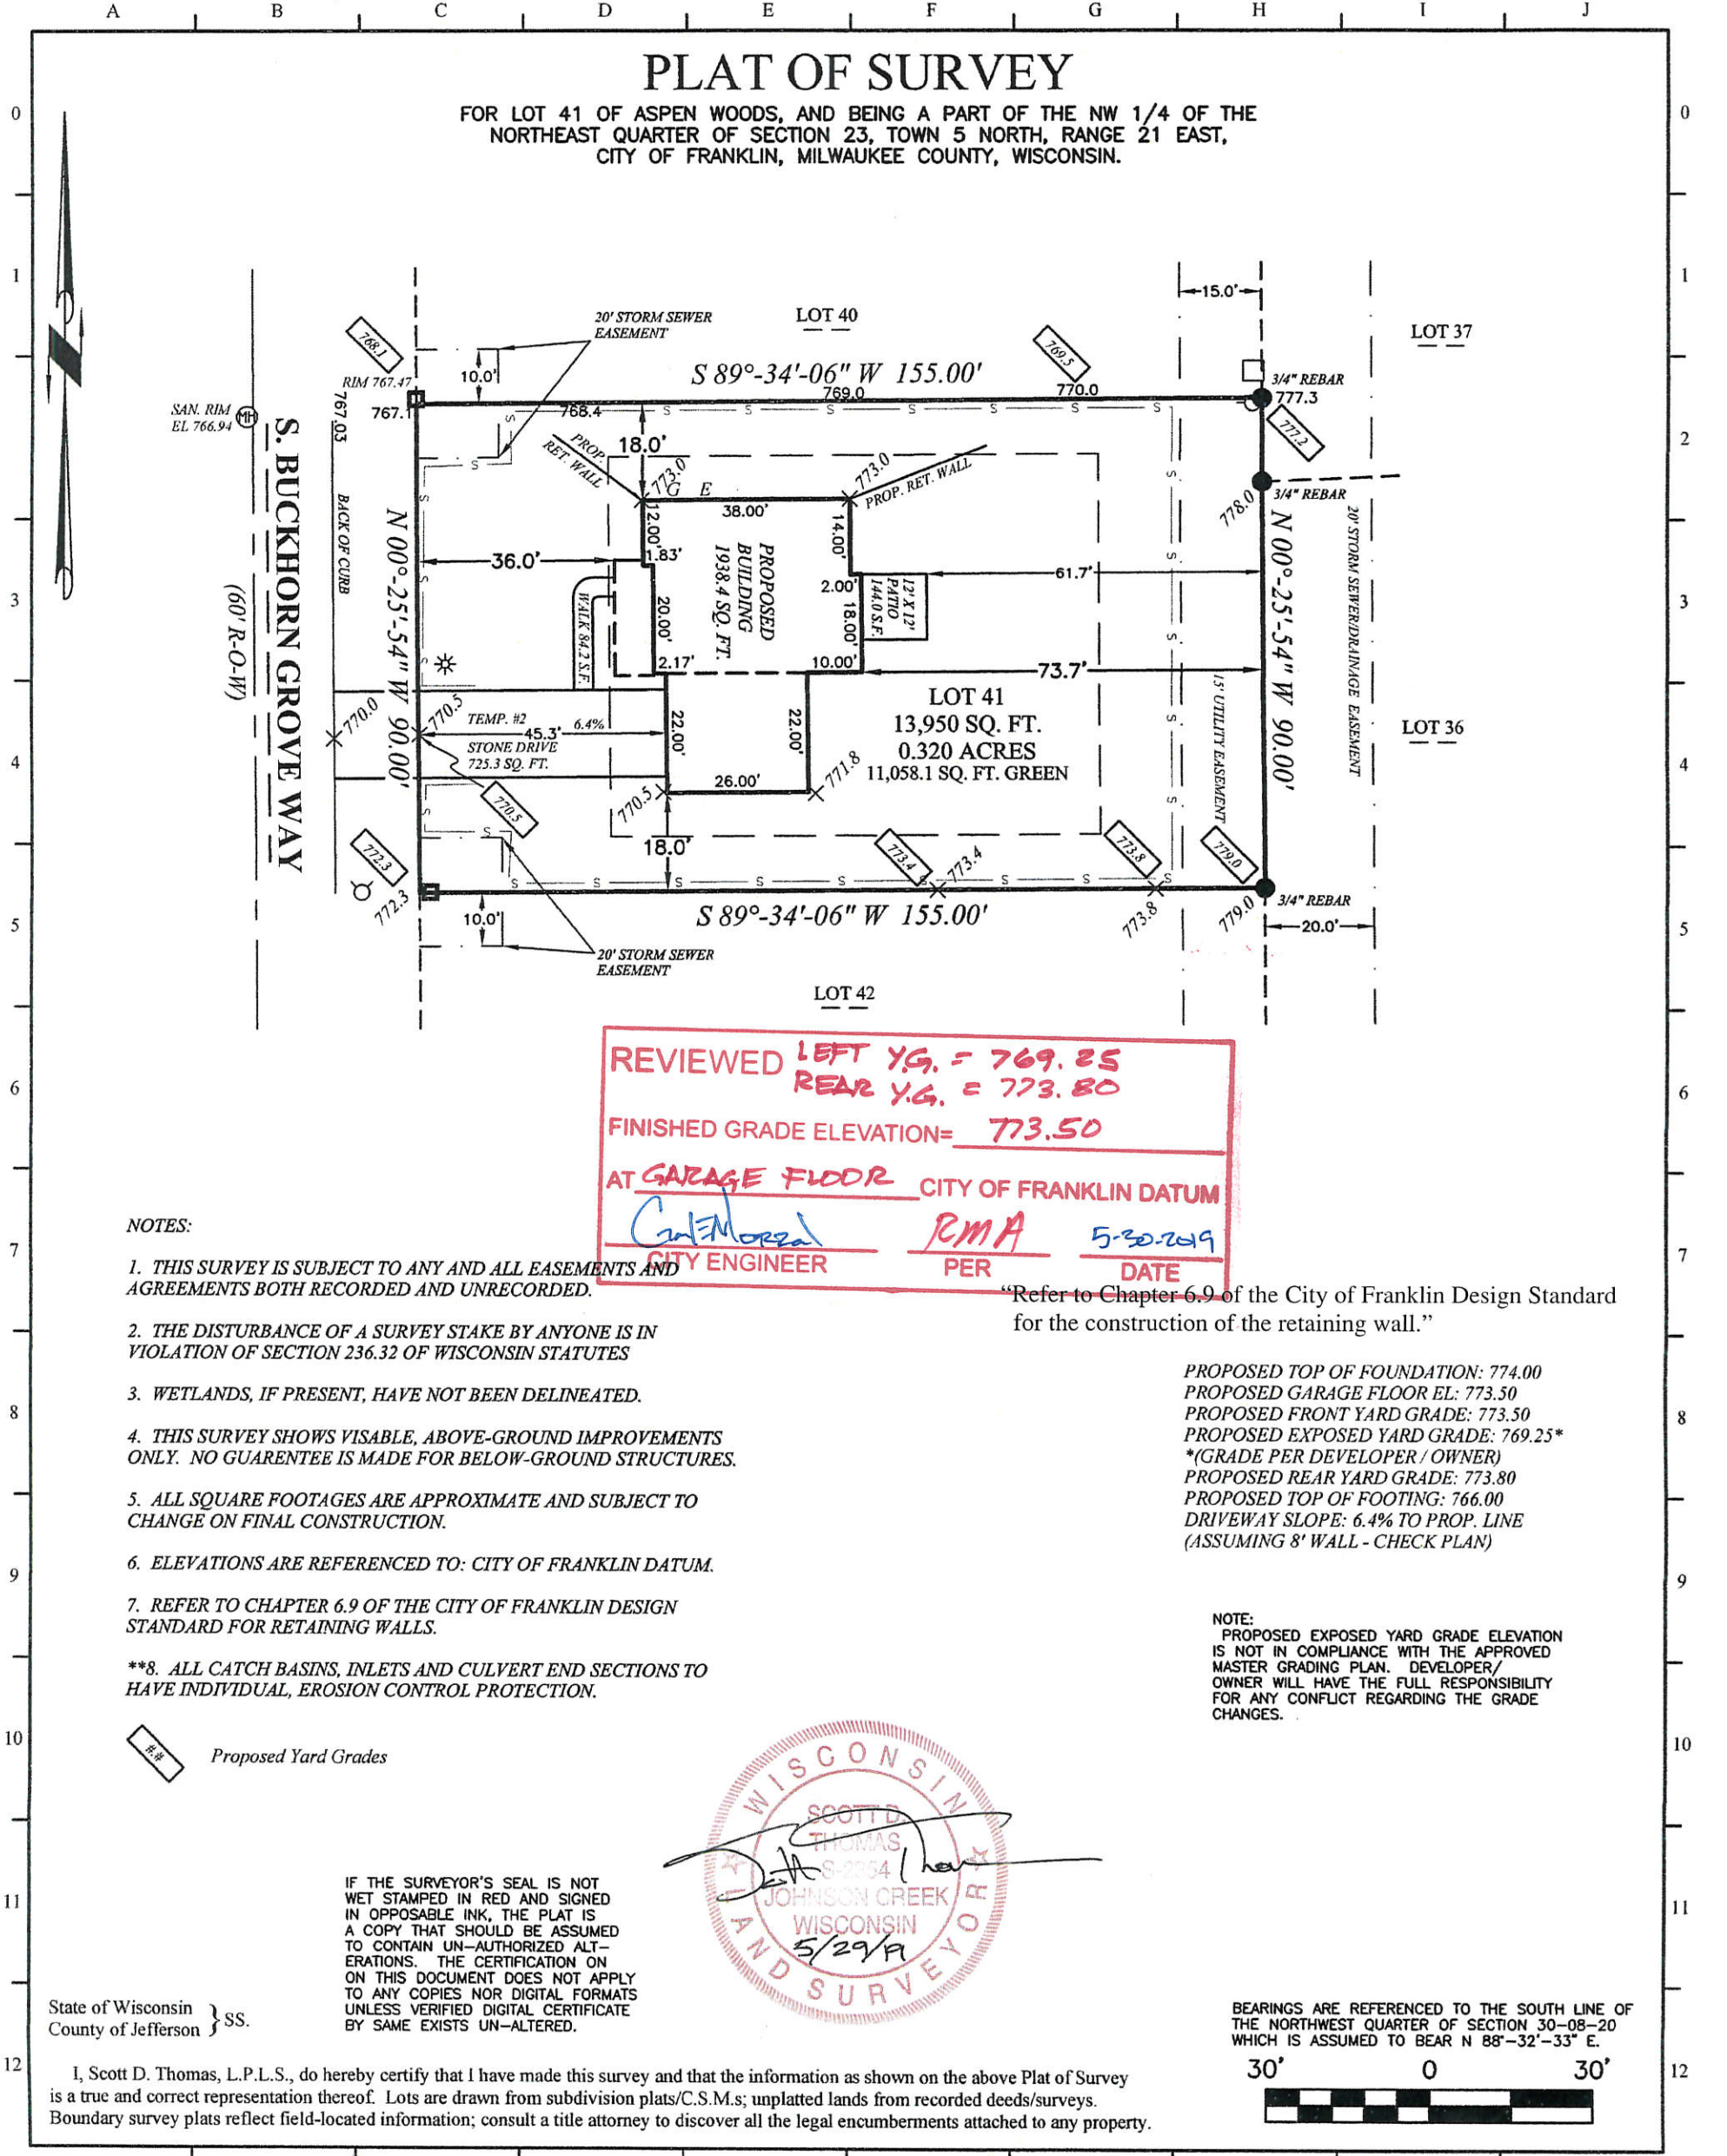 A B C D E F G H I J
PLAT OF SURVEY
FOR LOT 41 OF ASPEN WOODS, AND BEING A PART OF THE NW 1/4 OF THE
NORTHEAST QUARTER OF SECTION 23, TOWN 5 NORTH, RANGE 21 EAST,
CITY OF FRANKLIN, MILWAUKEE COUNTY, WISCONSIN.
0 0
1 1
2 2
3 3
4 4
5 5
6 6
7 7
8 8
9 9
10 10
11 11
12 12
15.0'
20' STORM SEWER
EASEMENT
LOT 40
LOT 37
768.1
769.5
RIM 767.47
10.0'
S 89°-34'-06" W 155.00'
3/4" REBAR
777.3
SAN. RIM
EL 766.94
MH
767.03
767.1
768.4
769.0
770.0
777.2
S. BUCKHORN GROVE WAY
(60' R-O-W)
BACK OF CURB
N 00°-25'-54" W 90.00'
PROP.
RET. WALL
18.0'
773.0
G E
773.0
PROP. RET. WALL
3/4" REBAR
778.0
38.00'
12.00'
14.00'
1.83'
36.0'
PROPOSED
BUILDING
1938.4 SQ. FT.
61.7'
2.00'
12' X 12'
PATIO
144.0 S.F.
WALK 84.2 S.F.
20.00'
18.00'
2.17'
10.00'
73.7'
N 00°-25'-54" W 90.00'
20' STORM SEWER/DRAINAGE EASEMENT
15' UTILITY EASEMENT
LOT 41
13,950 SQ. FT.
0.320 ACRES
11,058.1 SQ. FT. GREEN
LOT 36
770.0
770.5
TEMP. #2
6.4%
45.3'
STONE DRIVE
725.3 SQ. FT.
22.00'
22.00'
26.00'
770.5
771.8
770.5
772.3
18.0'
773.4
773.4
773.8
779.0
772.3
10.0'
S 89°-34'-06" W 155.00'
773.8
779.0
3/4" REBAR
20.0'
20' STORM SEWER
EASEMENT
LOT 42
REVIEWED LEFT Y.G. = 769.25
REAR Y.G. = 773.80
FINISHED GRADE ELEVATION= 773.50
AT GARAGE FLOOR CITY OF FRANKLIN DATUM
RMA 5-30-2019
CITY ENGINEER PER DATE
"Refer to Chapter 6.9 of the City of Franklin Design Standard
for the construction of the retaining wall."
NOTES:
1. THIS SURVEY IS SUBJECT TO ANY AND ALL EASEMENTS AND
AGREEMENTS BOTH RECORDED AND UNRECORDED.
2. THE DISTURBANCE OF A SURVEY STAKE BY ANYONE IS IN
VIOLATION OF SECTION 236.32 OF WISCONSIN STATUTES
3. WETLANDS, IF PRESENT, HAVE NOT BEEN DELINEATED.
4. THIS SURVEY SHOWS VISABLE, ABOVE-GROUND IMPROVEMENTS
ONLY. NO GUARENTEE IS MADE FOR BELOW-GROUND STRUCTURES.
5. ALL SQUARE FOOTAGES ARE APPROXIMATE AND SUBJECT TO
CHANGE ON FINAL CONSTRUCTION.
6. ELEVATIONS ARE REFERENCED TO: CITY OF FRANKLIN DATUM.
7. REFER TO CHAPTER 6.9 OF THE CITY OF FRANKLIN DESIGN
STANDARD FOR RETAINING WALLS.
**8. ALL CATCH BASINS, INLETS AND CULVERT END SECTIONS TO
HAVE INDIVIDUAL, EROSION CONTROL PROTECTION.
#.# Proposed Yard Grades
PROPOSED TOP OF FOUNDATION: 774.00
PROPOSED GARAGE FLOOR EL: 773.50
PROPOSED FRONT YARD GRADE: 773.50
PROPOSED EXPOSED YARD GRADE: 769.25*
*(GRADE PER DEVELOPER / OWNER)
PROPOSED REAR YARD GRADE: 773.80
PROPOSED TOP OF FOOTING: 766.00
DRIVEWAY SLOPE: 6.4% TO PROP. LINE
(ASSUMING 8' WALL - CHECK PLAN)
NOTE:
PROPOSED EXPOSED YARD GRADE ELEVATION
IS NOT IN COMPLIANCE WITH THE APPROVED
MASTER GRADING PLAN. DEVELOPER/
OWNER WILL HAVE THE FULL RESPONSIBILITY
FOR ANY CONFLICT REGARDING THE GRADE
CHANGES.
WISCONSIN
SCOTT D.
THOMAS
S-2354
JOHNSON CREEK
WISCONSIN
5/29/19
LAND SURVEYOR
IF THE SURVEYOR'S SEAL IS NOT
WET STAMPED IN RED AND SIGNED
IN OPPOSABLE INK, THE PLAT IS
A COPY THAT SHOULD BE ASSUMED
TO CONTAIN UN-AUTHORIZED ALT-
ERATIONS. THE CERTIFICATION ON
ON THIS DOCUMENT DOES NOT APPLY
TO ANY COPIES NOR DIGITAL FORMATS
UNLESS VERIFIED DIGITAL CERTIFICATE
BY SAME EXISTS UN-ALTERED.
State of Wisconsin
County of Jefferson } SS.
BEARINGS ARE REFERENCED TO THE SOUTH LINE OF
THE NORTHWEST QUARTER OF SECTION 30-08-20
WHICH IS ASSUMED TO BEAR N 88°-32'-33" E.
30' 0 30'
I, Scott D. Thomas, L.P.L.S., do hereby certify that I have made this survey and that the information as shown on the above Plat of Survey
is a true and correct representation thereof. Lots are drawn from subdivision plats/C.S.M.s; unplatted lands from recorded deeds/surveys.
Boundary survey plats reflect field-located information; consult a title attorney to discover all the legal encumberments attached to any property.